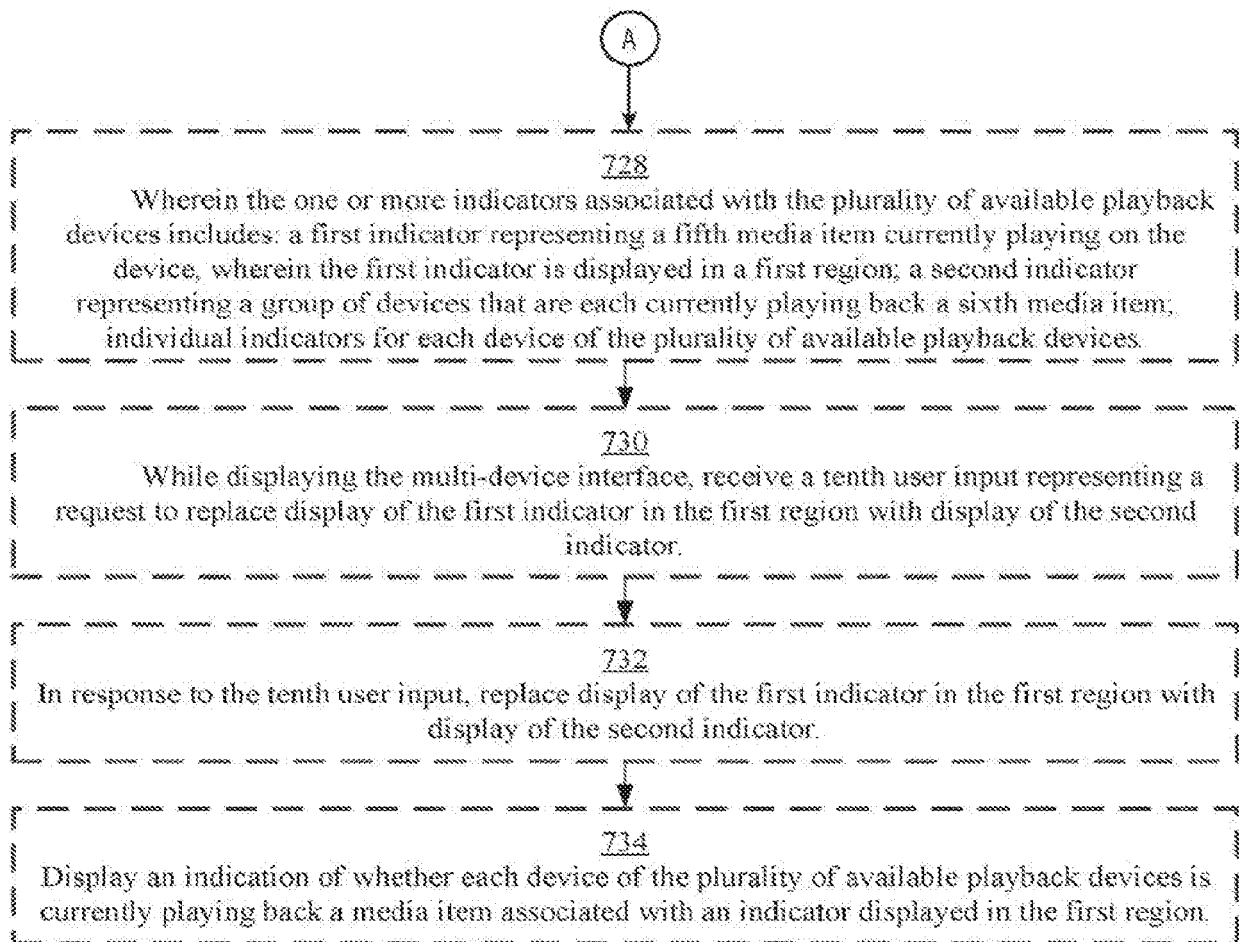 A
728
Wherein the one or more indicators associated with the plurality of available playback
devices includes: a first indicator representing a fifth media item currently playing on the
device, wherein the first indicator is displayed in a first region; a second indicator
representing a group of devices that are each currently playing back a sixth media item;
individual indicators for each device of the plurality of available playback devices.
730
While displaying the multi-device interface, receive a tenth user input representing a
request to replace display of the first indicator in the first region with display of the second
indicator.
732
In response to the tenth user input, replace display of the first indicator in the first region with
display of the second indicator.
734
Display an indication of whether each device of the plurality of available playback devices is
currently playing back a media item associated with an indicator displayed in the first region.